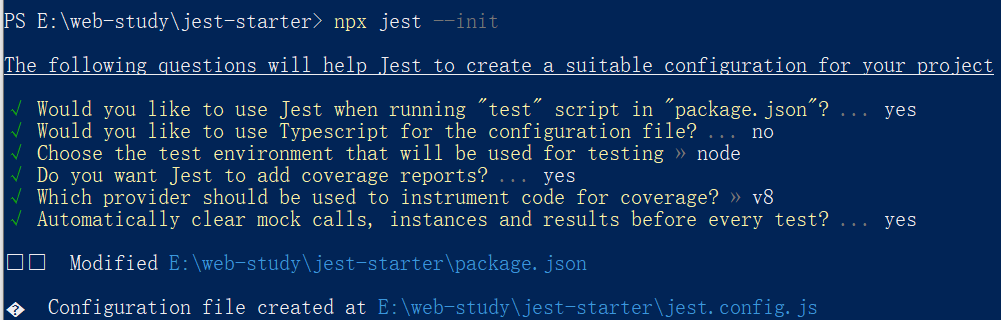 PS E:\web-study\jest-starter> npx jest --init
The following questions will help Jest to create a suitable configuration for your project
√ Would you like to use Jest when running "test" script in "package.json"? ... yes
√ Would you like to use Typescript for the configuration file? ... no
√ Choose the test environment that will be used for testing » node
√ Do you want Jest to add coverage reports? ... yes
√ Which provider should be used to instrument code for coverage? » v8
√ Automatically clear mock calls, instances and results before every test? ... yes
□□ Modified E:\web-study\jest-starter\package.json
� Configuration file created at E:\web-study\jest-starter\jest.config.js